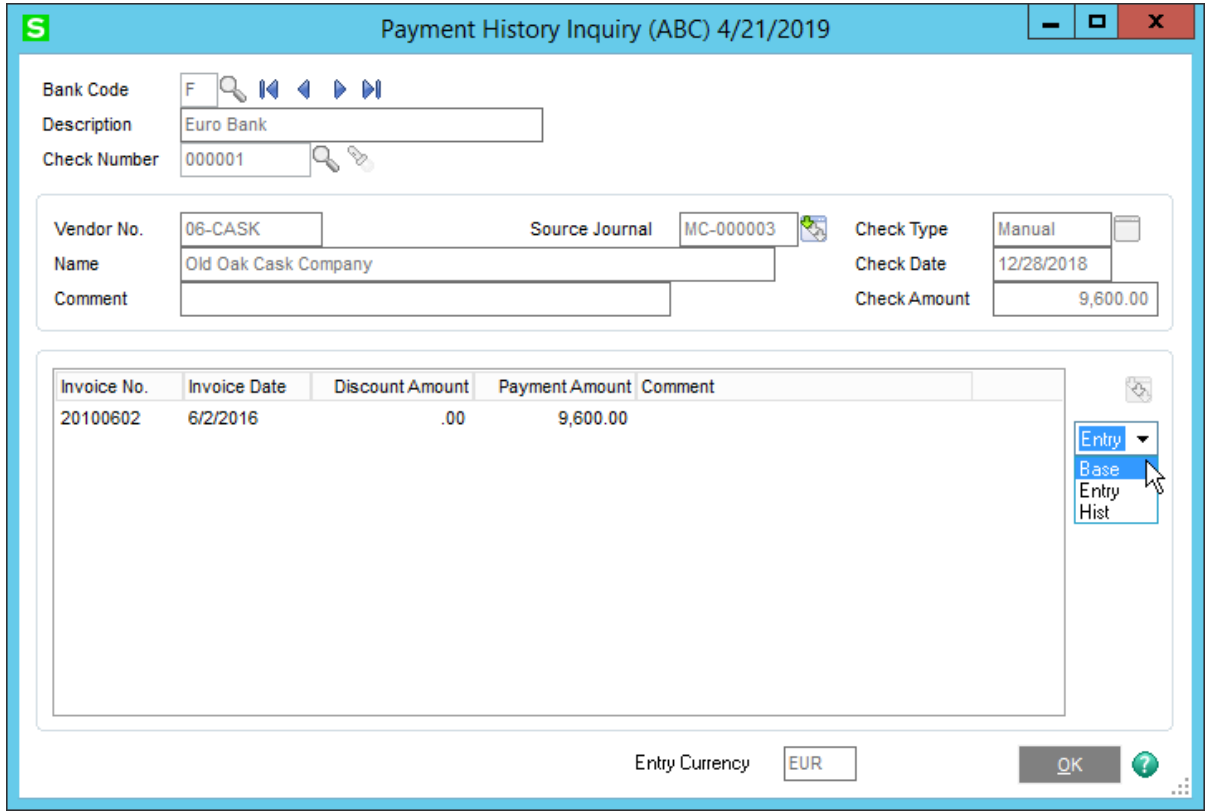 S Payment History Inquiry (ABC) 4/21/2019
Bank Code F
Description Euro Bank
Check Number 000001
Vendor No. 06-CASK Source Journal MC-000003 Check Type Manual
Name Old Oak Cask Company Check Date 12/28/2018
Comment Check Amount 9,600.00
Invoice No. Invoice Date Discount Amount Payment Amount Comment
20100602 6/2/2016 .00 9,600.00
Entry
Base
Entry
Hist
Entry Currency EUR OK ?